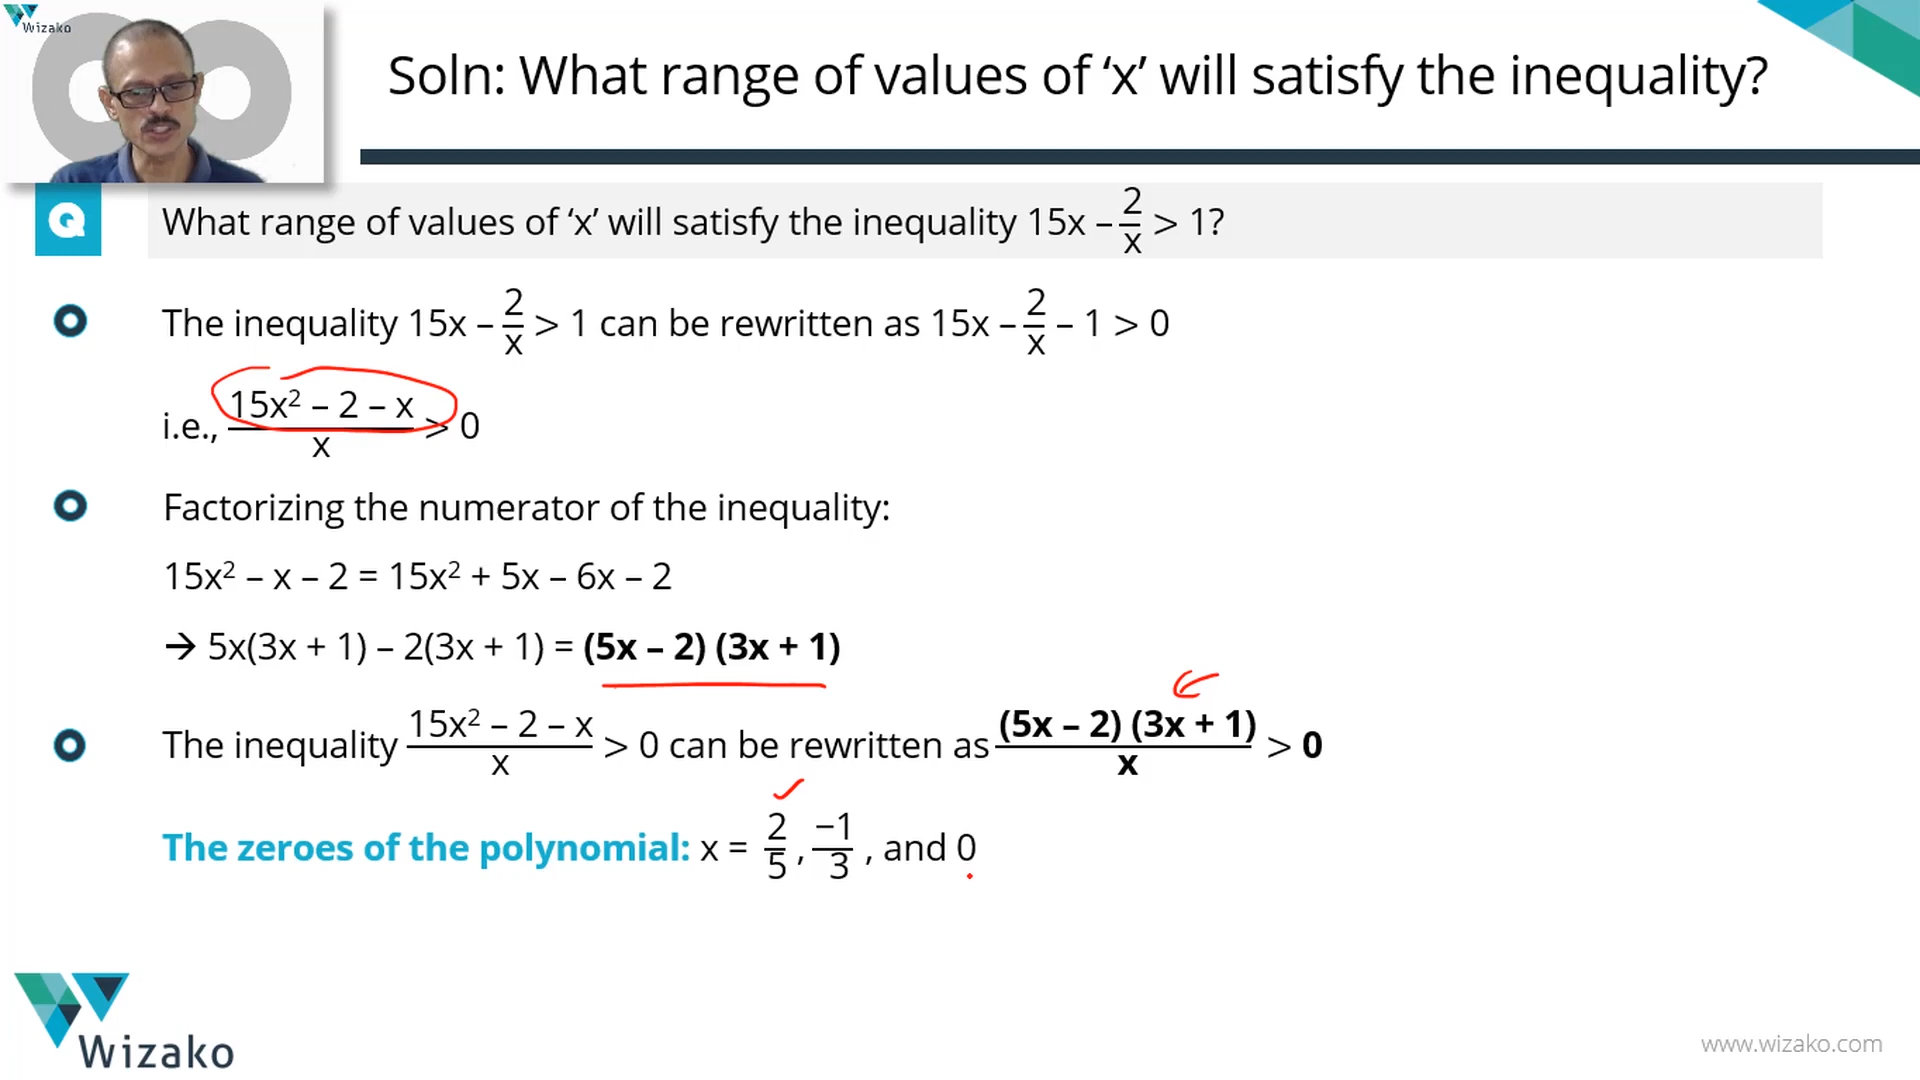 Wizako
Soln: What range of values of ‘x’ will satisfy the inequality?
Q
What range of values of ‘x’ will satisfy the inequality 15x – 2/x > 1?
The inequality 15x – 2/x > 1 can be rewritten as 15x – 2/x – 1 > 0
i.e., (15x² – 2 – x)/x > 0
Factorizing the numerator of the inequality:
15x² – x – 2 = 15x² + 5x – 6x – 2
→ 5x(3x + 1) – 2(3x + 1) = (5x – 2) (3x + 1)
The inequality (15x² – 2 – x)/x > 0 can be rewritten as (5x – 2) (3x + 1)/x > 0
The zeroes of the polynomial: x = 2/5, −1/3, and 0
Wizako
www.wizako.com